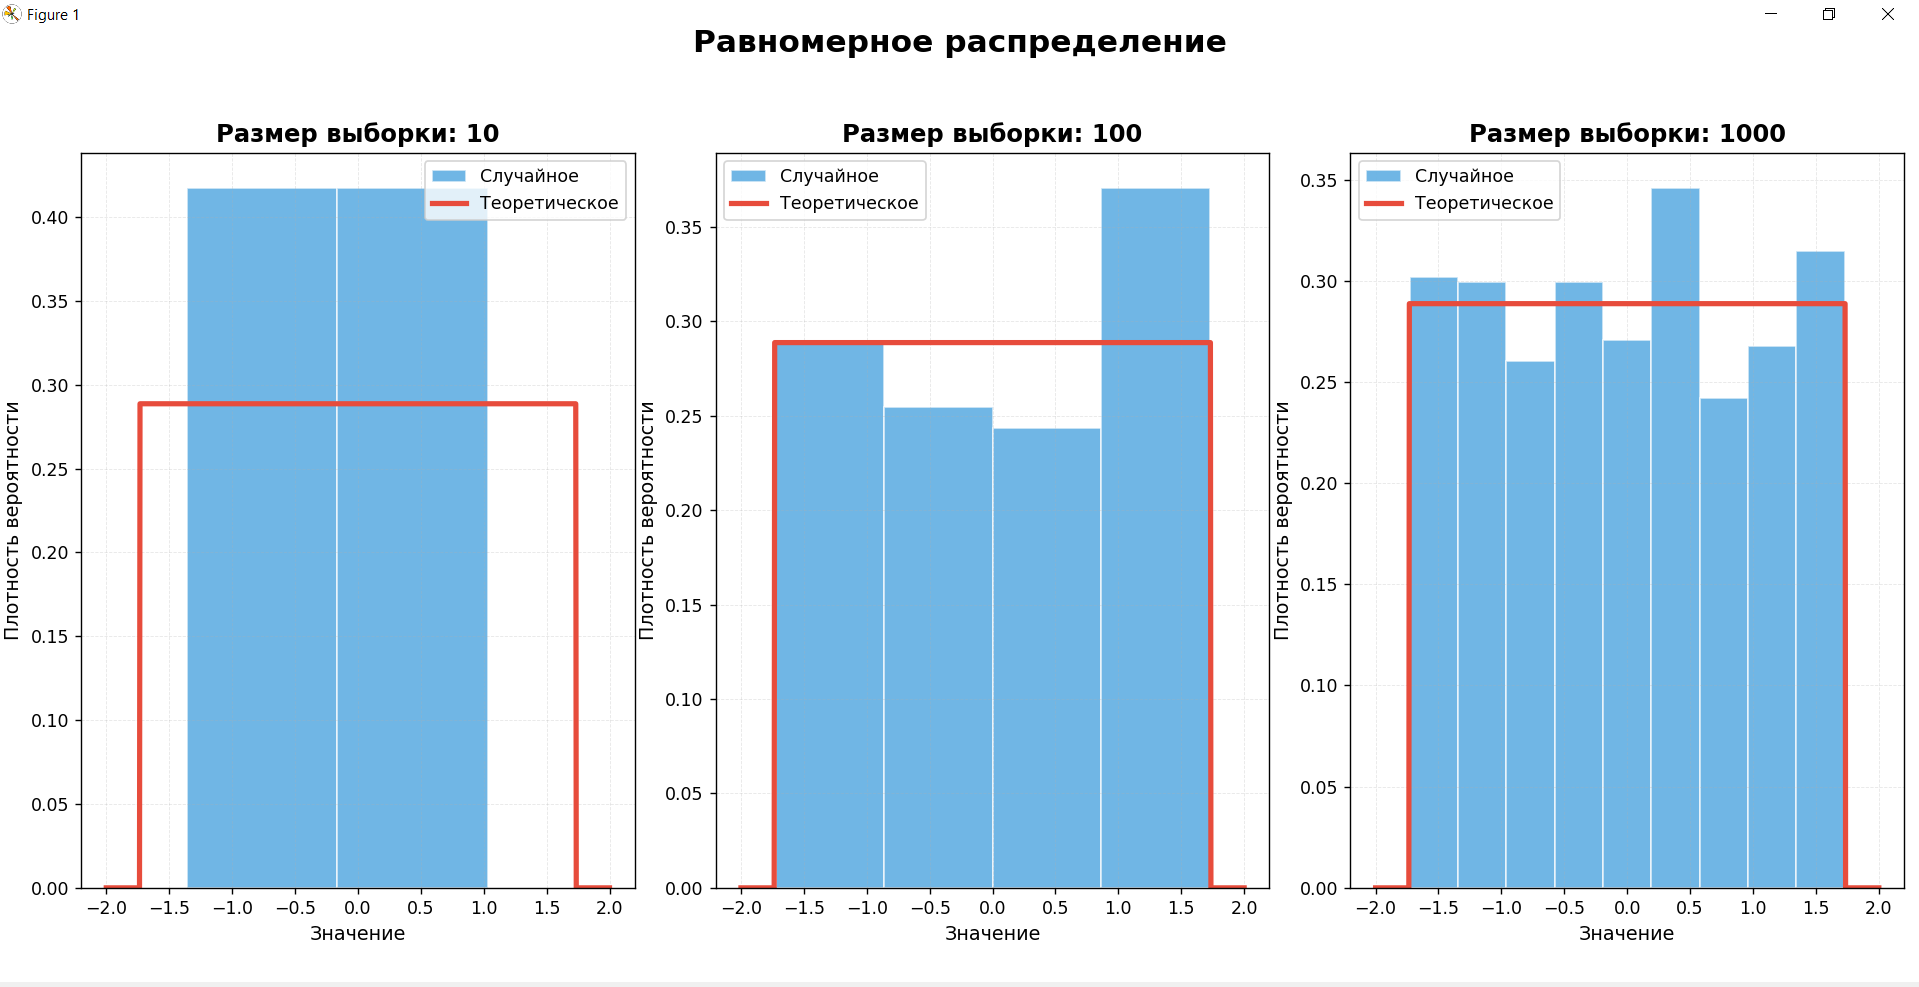 Figure 1
Равномерное распределение
Размер выборки: 10
Случайное
Теоретическое
0.40
0.35
0.30
0.25
0.20
0.15
0.10
0.05
0.00
Плотность вероятности
−2.0 −1.5 −1.0 −0.5 0.0 0.5 1.0 1.5 2.0
Значение
Размер выборки: 100
Случайное
Теоретическое
0.35
0.30
0.25
0.20
0.15
0.10
0.05
0.00
Плотность вероятности
−2.0 −1.5 −1.0 −0.5 0.0 0.5 1.0 1.5 2.0
Значение
Размер выборки: 1000
Случайное
Теоретическое
0.35
0.30
0.25
0.20
0.15
0.10
0.05
0.00
Плотность вероятности
−2.0 −1.5 −1.0 −0.5 0.0 0.5 1.0 1.5 2.0
Значение